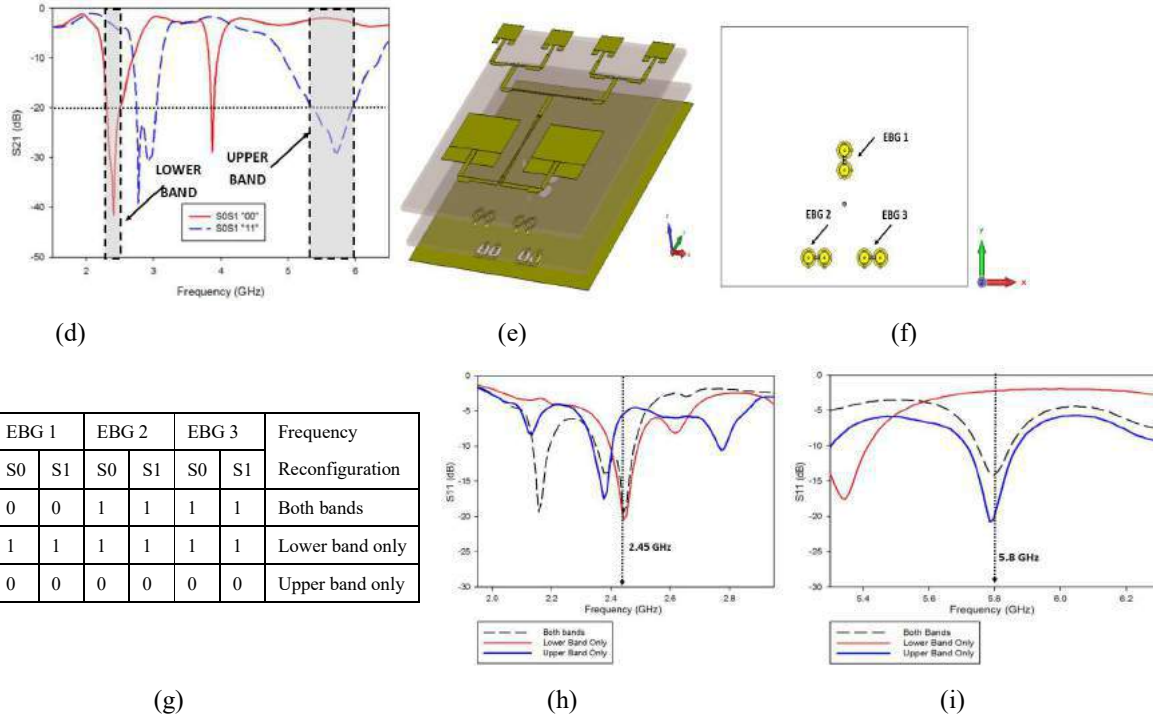 0
-10
-20
-30
-40
-50
S21 (dB)
LOWER
BAND
UPPER
BAND
S0S1 "00"
S0S1 "11"
2 3 4 5 6
Frequency (GHz)
EBG 1
EBG 2
EBG 3
Y
X
(d) (e) (f)
EBG 1 EBG 2 EBG 3 Frequency
S0 S1 S0 S1 S0 S1 Reconfiguration
0 0 1 1 1 1 Both bands
1 1 1 1 1 1 Lower band only
0 0 0 0 0 0 Upper band only
0
-5
-10
-15
-20
-25
-30
S11 (dB)
2.45 GHz
2.0 2.2 2.4 2.6 2.8
Frequency (GHz)
Both bands
Lower Band Only
Upper Band Only
0
-5
-10
-15
-20
-25
-30
S11 (dB)
5.8 GHz
5.4 5.6 5.8 6.0 6.2
Frequency (GHz)
Both Bands
Lower Band Only
Upper Band Only
(g) (h) (i)